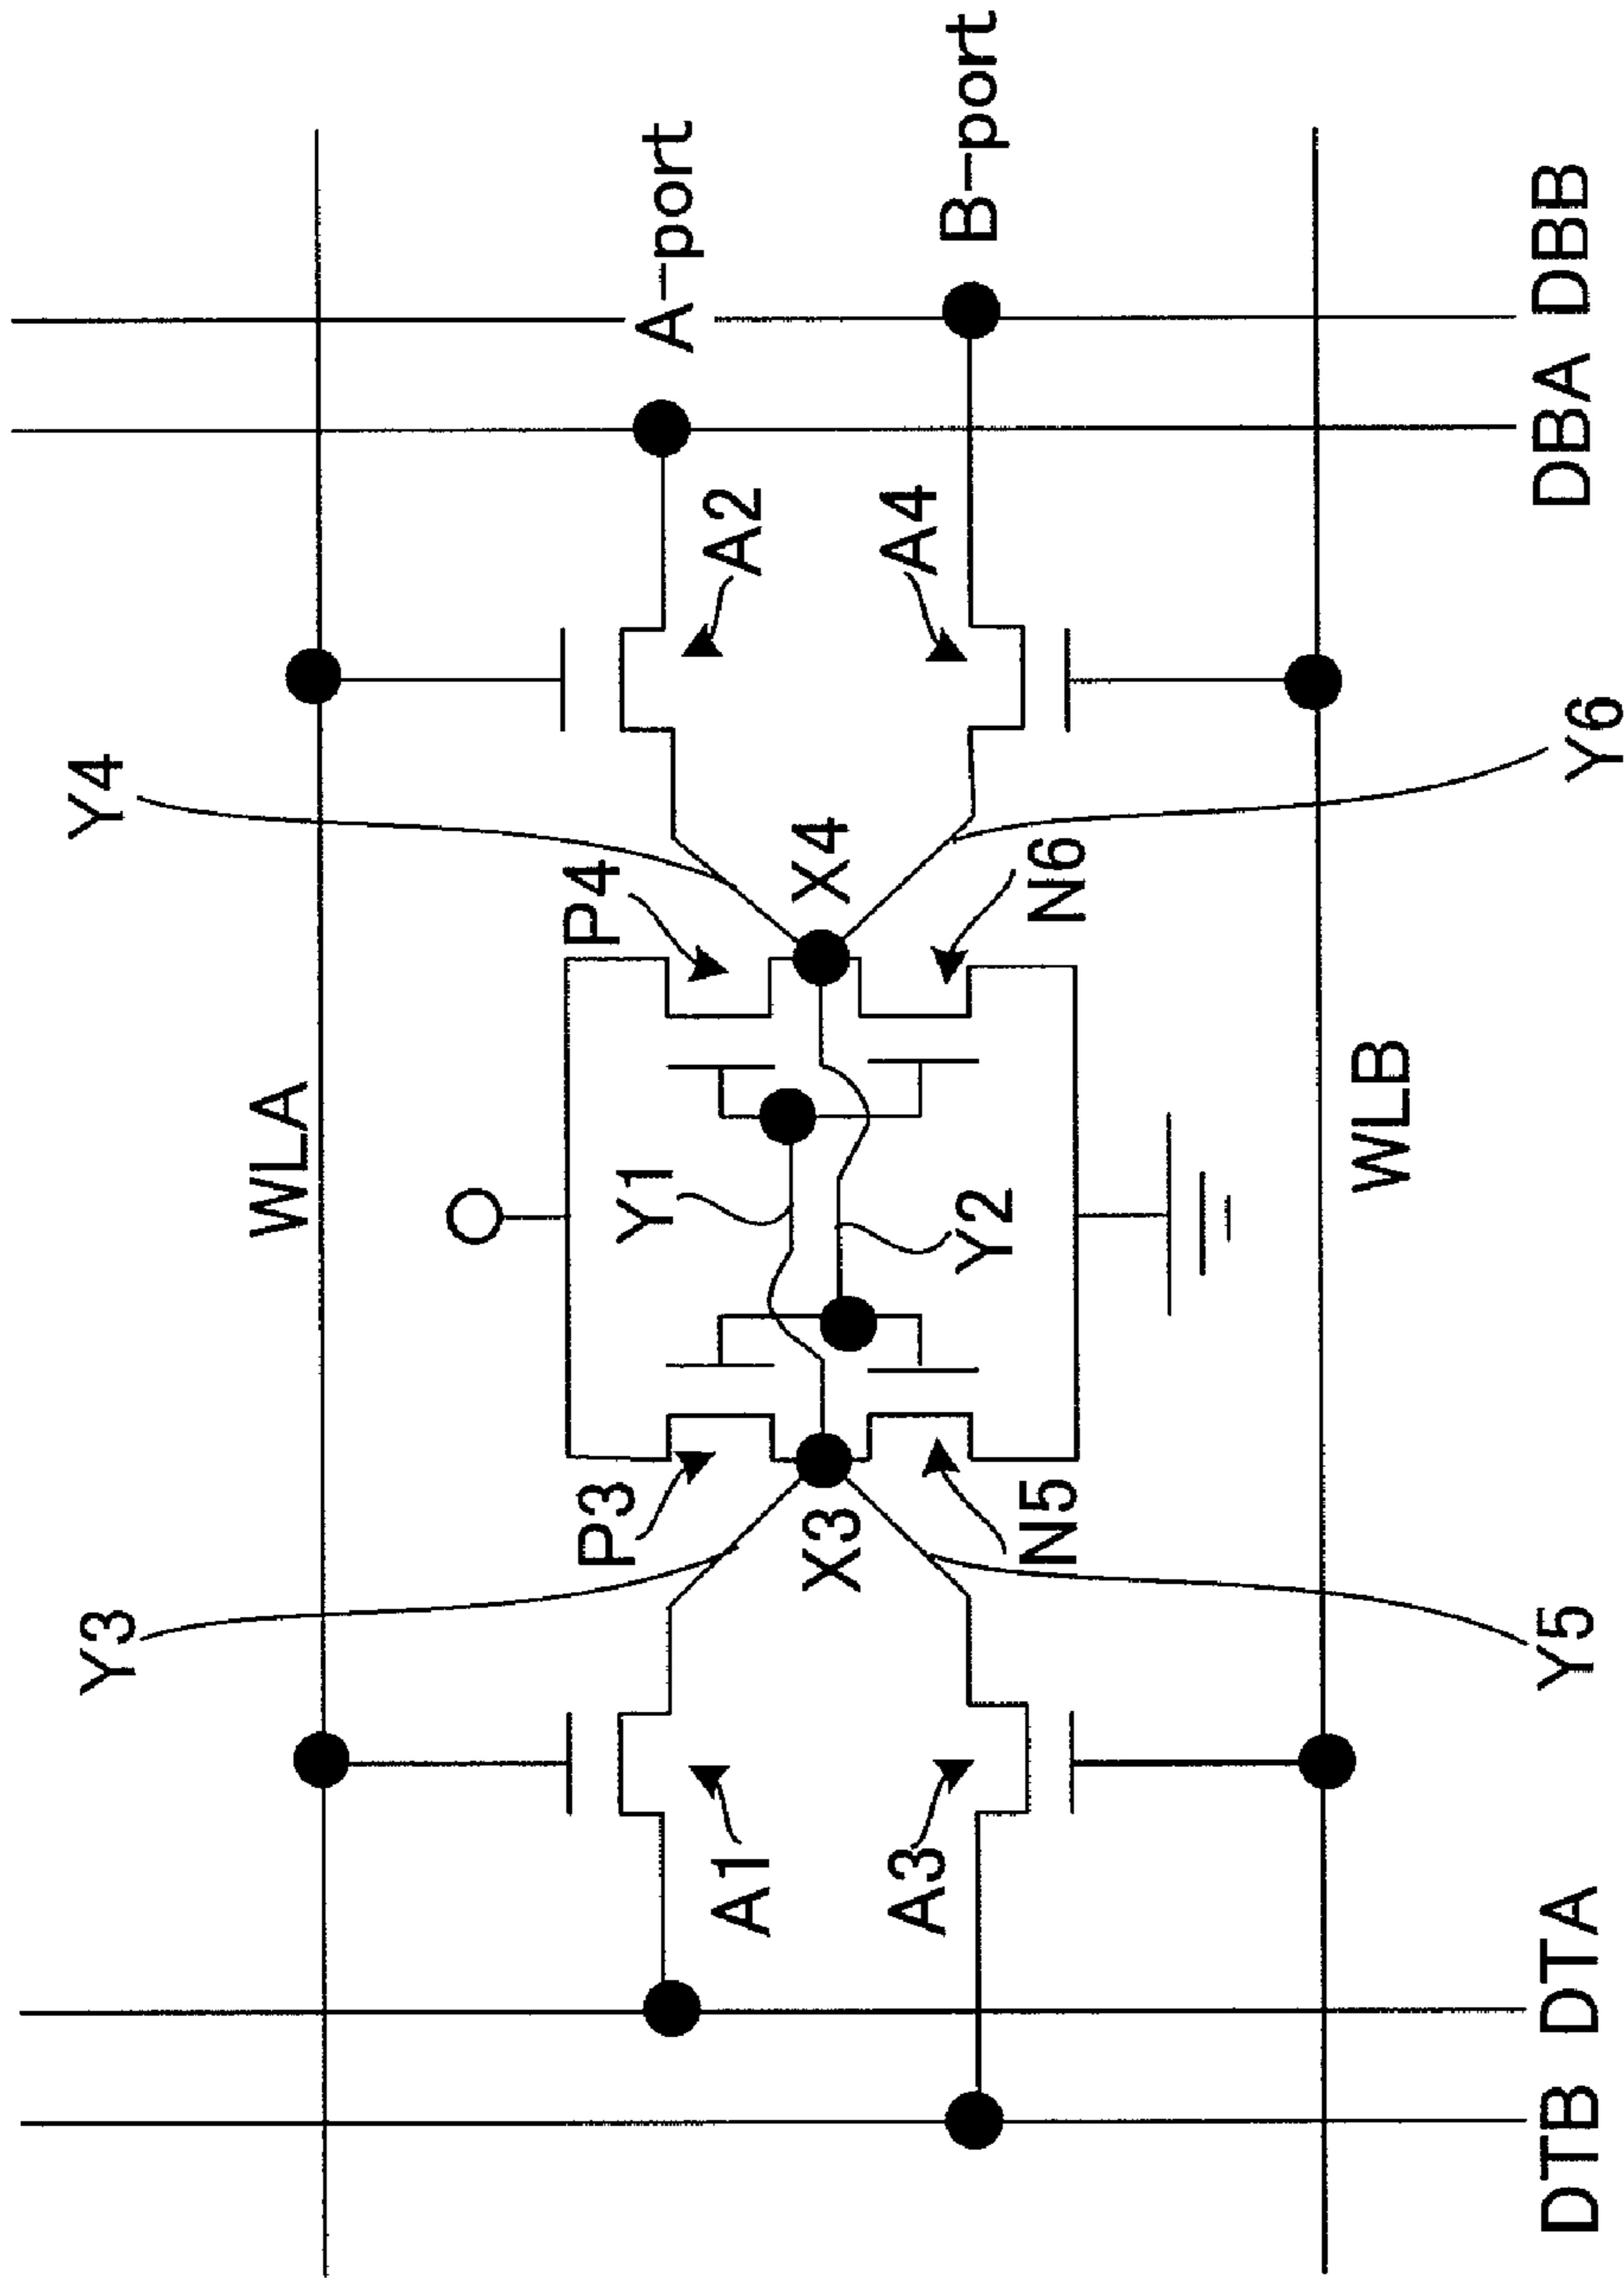 WLA
Y3
Y4
P3
P4
Y1
A1
A2
A-port
X3
X4
A3
A4
B-port
Y2
N5
N6
WLB
Y5
Y6
DTB DTA
DBA DBB